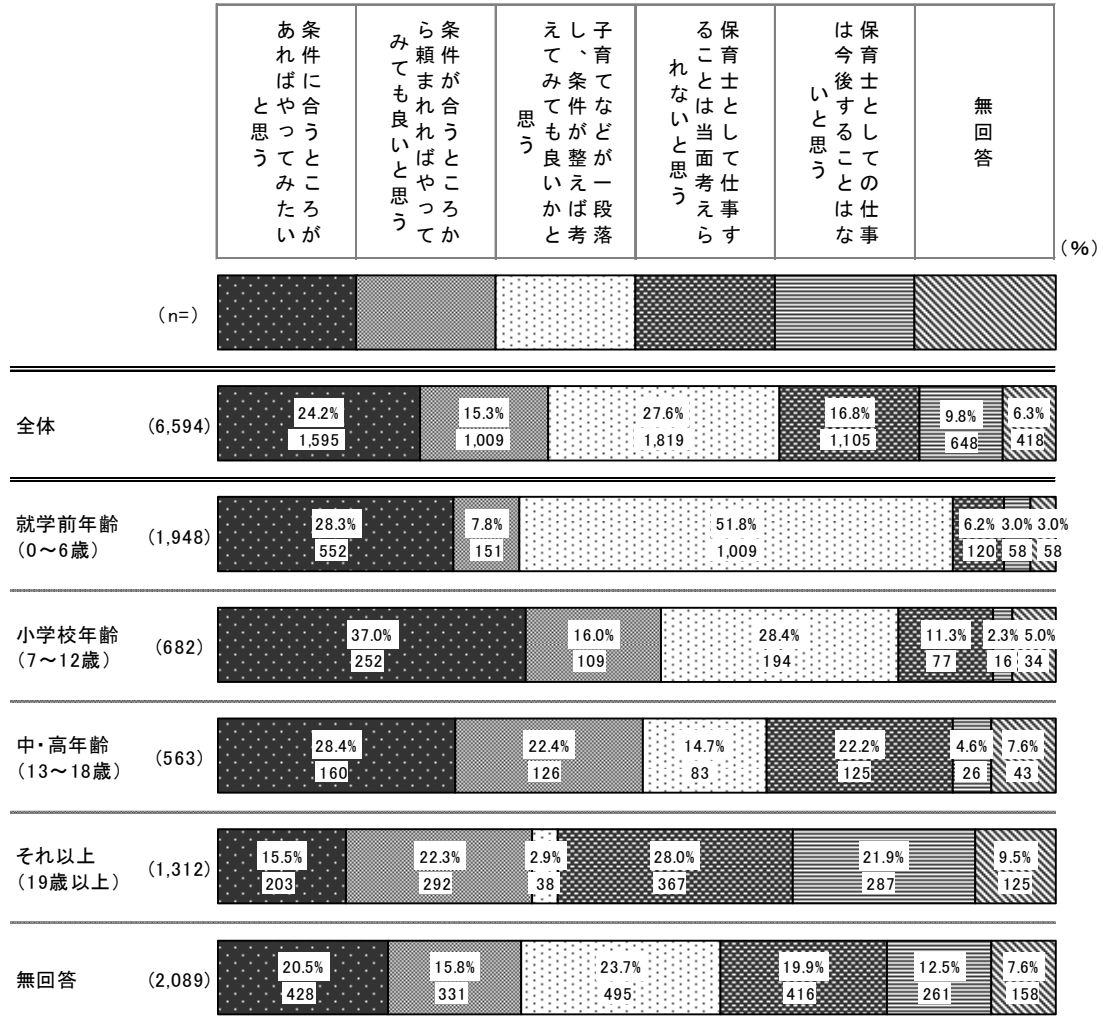 条件に合うところが
あればやってみたい
と思う
条件が合うところか
ら頼まれればやって
みても良いと思う
子育てなどが一段落
し、条件が整えば考
えてみても良いかと
思う
保育士として仕事す
ることは当面考えら
れないと思う
保育士としての仕事
は今後することはな
いと思う
無回答
(%)
(n=)
全体 (6,594) 24.2% 15.3% 27.6% 16.8% 9.8% 6.3%
1,595 1,009 1,819 1,105 648 418
就学前年齢 (1,948) 28.3% 7.8% 51.8% 6.2% 3.0% 3.0%
(0～6歳) 552 151 1,009 120 58 58
小学校年齢 (682) 37.0% 16.0% 28.4% 11.3% 2.3% 5.0%
(7～12歳) 252 109 194 77 16 34
中・高年齢 (563) 28.4% 22.4% 14.7% 22.2% 4.6% 7.6%
(13～18歳) 160 126 83 125 26 43
それ以上 (1,312) 15.5% 22.3% 2.9% 28.0% 21.9% 9.5%
(19歳以上) 203 292 38 367 287 125
無回答 (2,089) 20.5% 15.8% 23.7% 19.9% 12.5% 7.6%
428 331 495 416 261 158